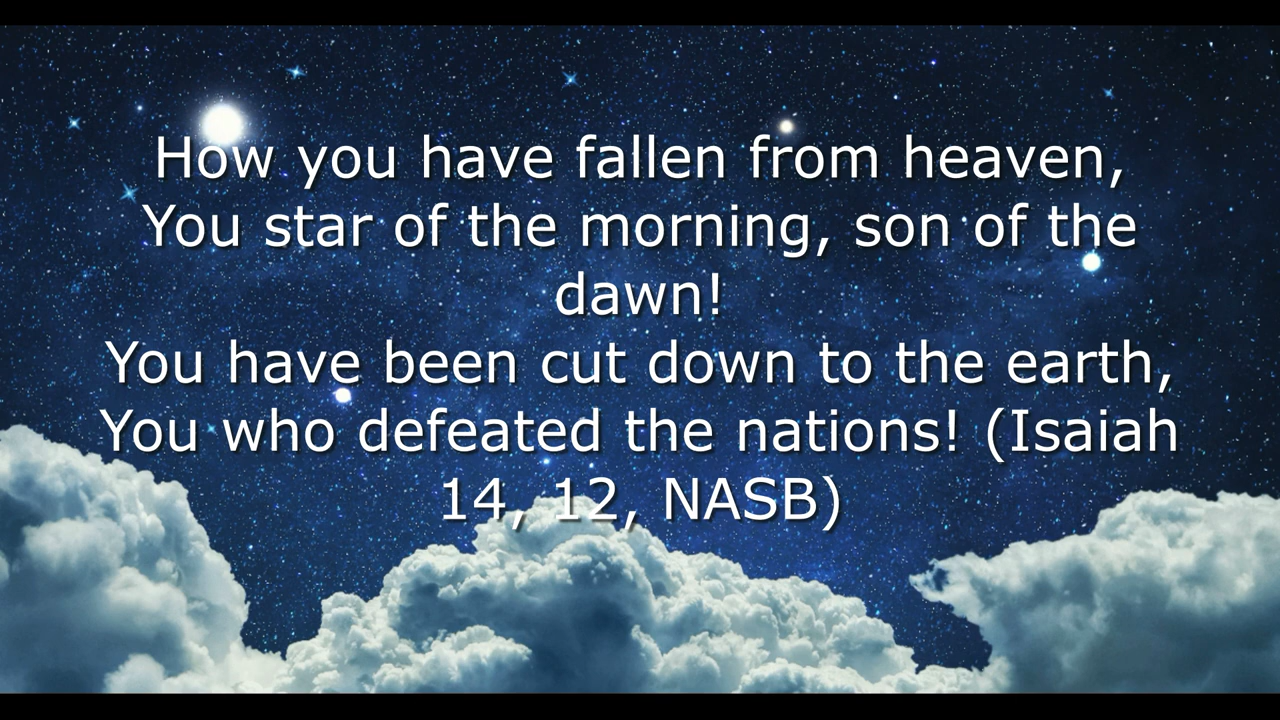 How you have fallen from heaven,
You star of the morning, son of the
dawn!
You have been cut down to the earth,
You who defeated the nations! (Isaiah
14, 12, NASB)